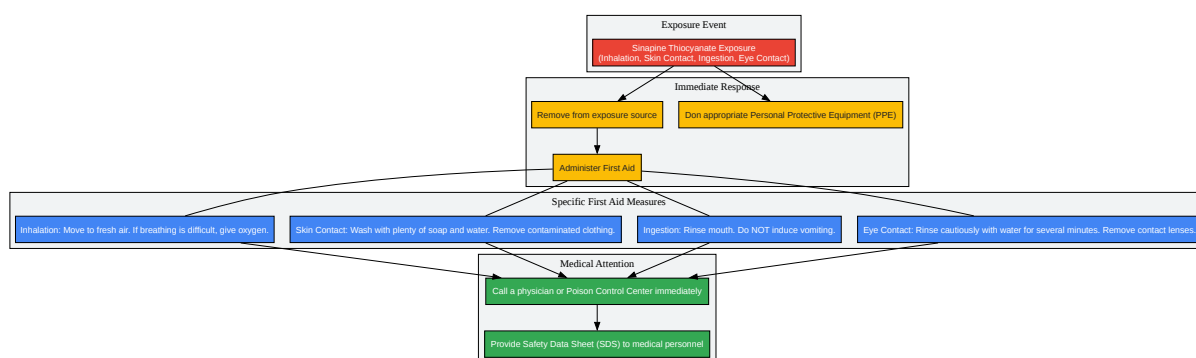 Exposure Event
Sinapine Thiocyanate Exposure
(Inhalation, Skin Contact, Ingestion, Eye Contact)
Immediate Response
Remove from exposure source
Don appropriate Personal Protective Equipment (PPE)
Administer First Aid
Specific First Aid Measures
Inhalation: Move to fresh air. If breathing is difficult, give oxygen.
Skin Contact: Wash with plenty of soap and water. Remove contaminated clothing.
Ingestion: Rinse mouth. Do NOT induce vomiting.
Eye Contact: Rinse cautiously with water for several minutes. Remove contact lenses.
Medical Attention
Call a physician or Poison Control Center immediately
Provide Safety Data Sheet (SDS) to medical personnel